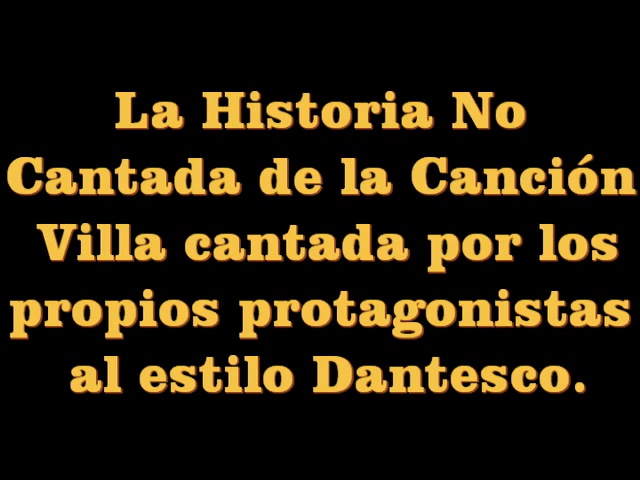 La Historia No
Cantada de la Canción
Villa cantada por los
propios protagonistas
al estilo Dantesco.